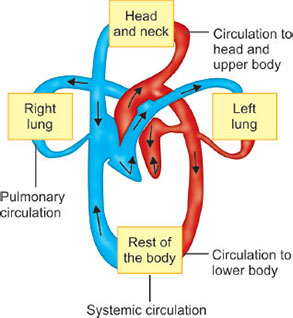 Head
and neck
Circulation to
head and
upper body
Right
lung
Left
lung
Pulmonary
circulation
Rest of
the body
Circulation to
lower body
Systemic circulation